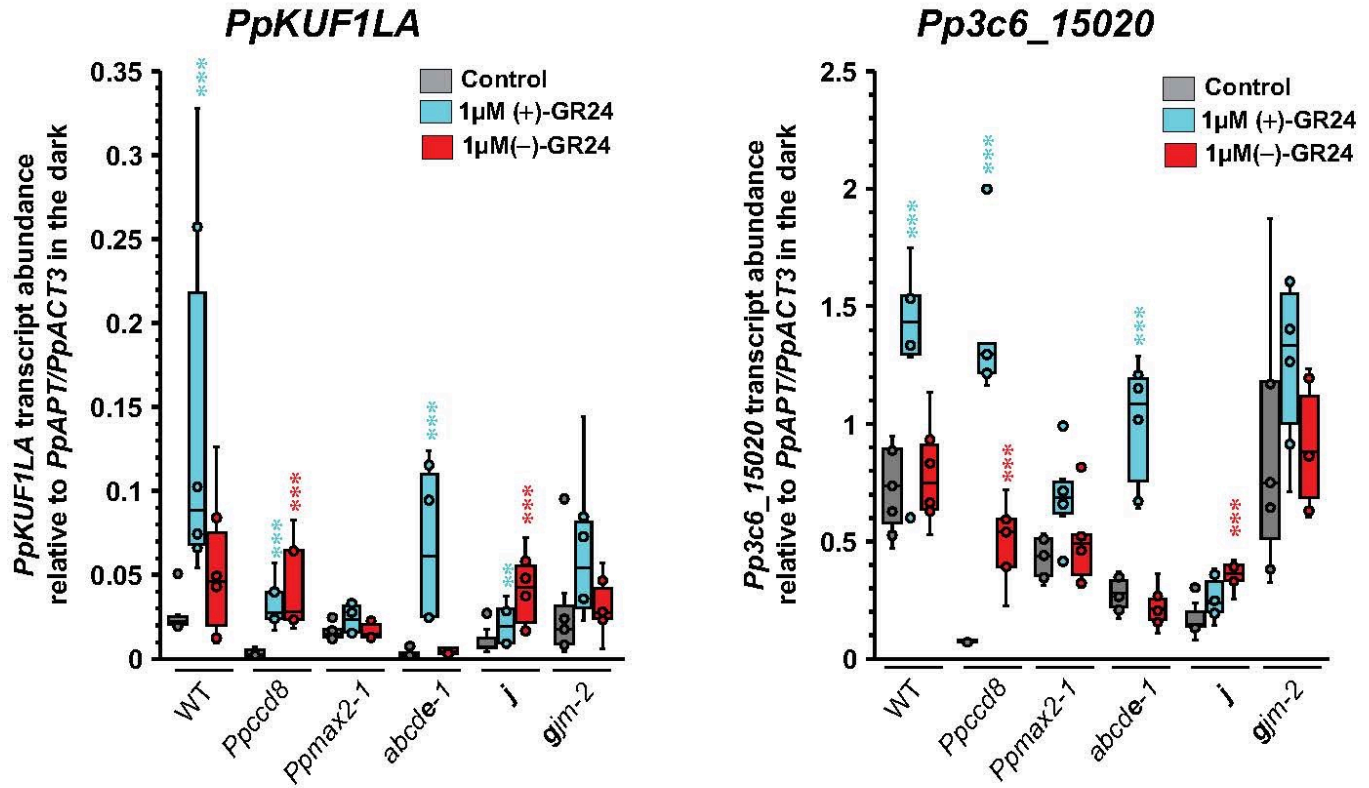 PpKUF1LA
PpKUF1LA transcript abundance
relative to PpAPT/PpACT3 in the dark
0.35
0.3
0.25
0.2
0.15
0.1
0.05
0
***
***
***
***
**
***
Control
1µM (+)-GR24
1µM(−)-GR24
WT
Ppccd8
Ppmax2-1
abcde-1
j
gjm-2
Pp3c6_15020
Pp3c6_15020 transcript abundance
relative to PpAPT/PpACT3 in the dark
3.5
2.5
2
1.5
1
0.5
0
***
***
***
***
***
Control
1µM (+)-GR24
1µM(−)-GR24
WT
Ppccd8
Ppmax2-1
abcde-1
j
gjm-2